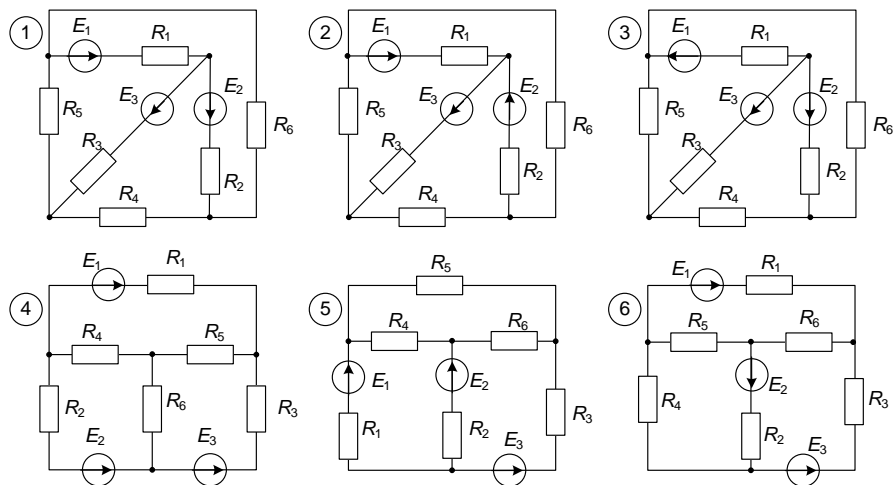 1 E1 R1 R5 E3 E2 R3 R6 R4 R2
2 E1 R1 R5 E3 E2 R3 R6 R4 R2
3 E1 R1 R5 E3 E2 R3 R6 R4 R2
4 E1 R1 R4 R5 R2 R6 R3 E2 E3
5 R5 R4 R6 E1 E2 R3 R1 R2 E3
6 E1 R1 R5 R6 E2 R4 R3 R2 E3